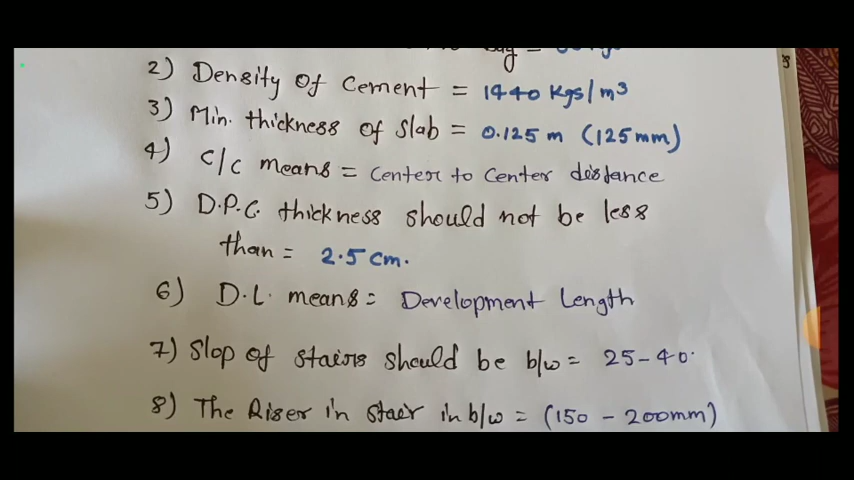 2) Density of Cement = 1440 Kgs/m³
3) Min. thickness of slab = 0.125 m (125mm)
4) C/C means = Center to Center distance
5) D.P.C. thickness should not be less
than = 2.5 cm.
6) D.L. means = Development Length
7) Slop of stairs should be b/w = 25-40°
8) The Riser in stair in b/w = (150 - 200mm)